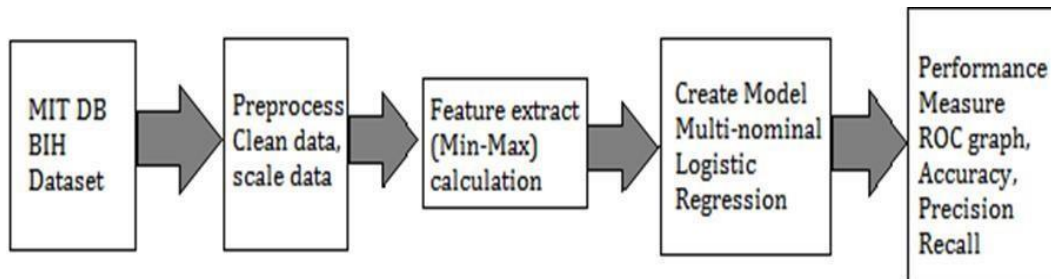 MIT DB
BIH
Dataset
Preprocess
Clean data,
scale data
Feature extract
(Min-Max)
calculation
Create Model
Multi-nominal
Logistic
Regression
Performance
Measure
ROC graph,
Accuracy,
Precision
Recall